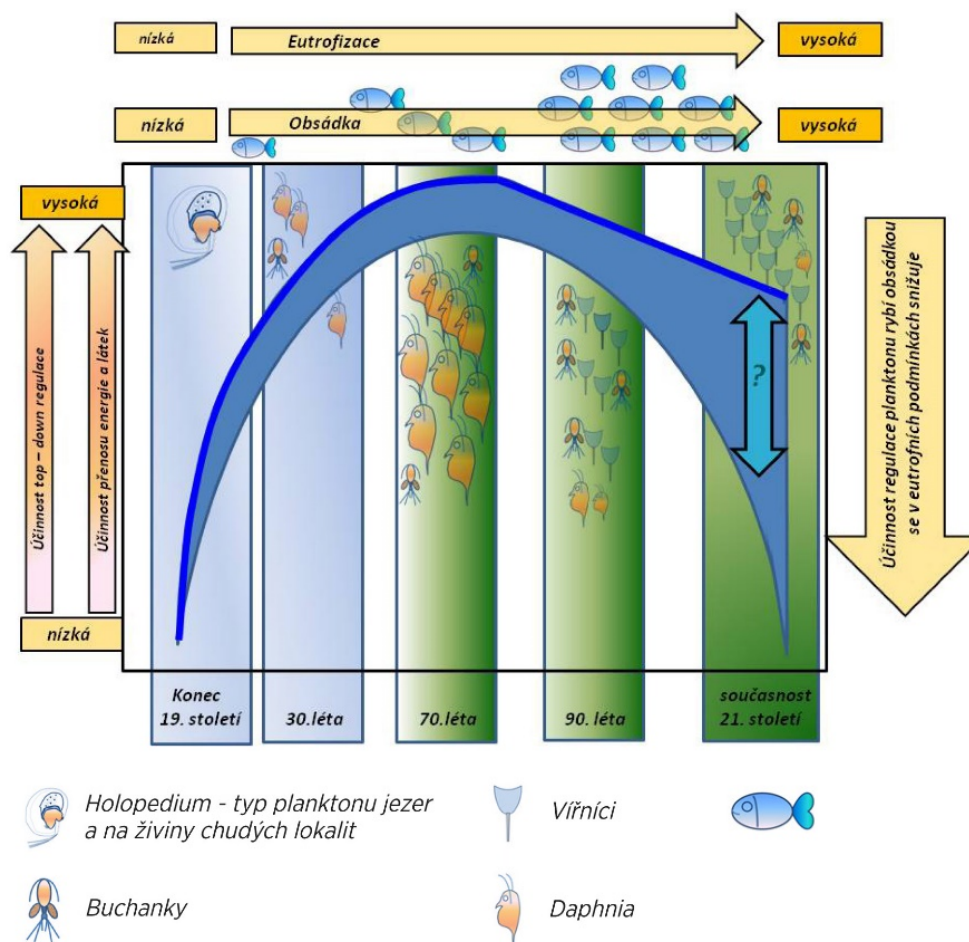 nízká
Eutrofizace
vysoká
nízká
Obsádka
vysoká
vysoká
Účinnost top – down regulace
Účinnost přenosu energie a látek
nízká
?
Účinnost regulace planktonu rybí obsádkou
se v eutrofních podmínkách snižuje
Konec
19. století
30.léta
70.léta
90. léta
současnost
21. století
Holopedium - typ planktonu jezer
a na živiny chudých lokalit
Vířníci
Buchanky
Daphnia